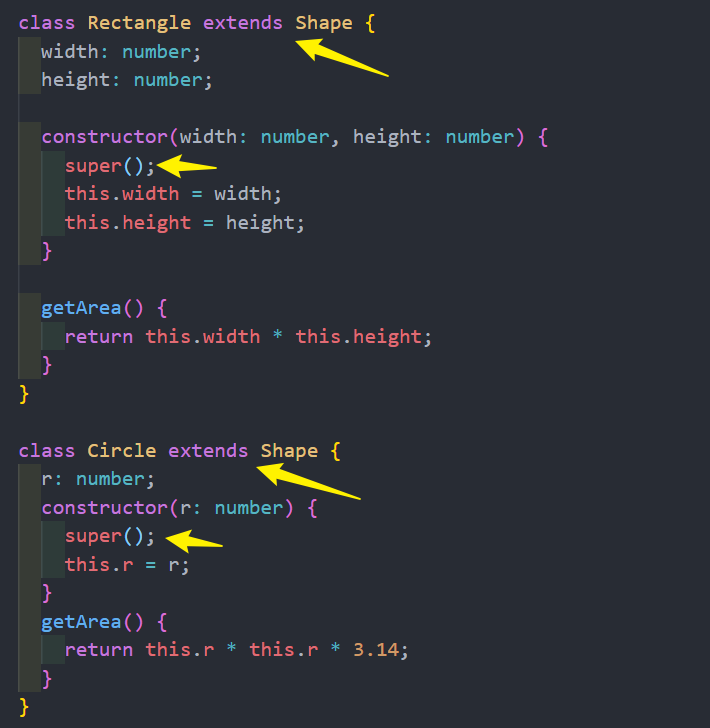 class Rectangle extends Shape {
width: number;
height: number;
constructor(width: number, height: number) {
super();
this.width = width;
this.height = height;
}
getArea() {
return this.width * this.height;
}
}
class Circle extends Shape {
r: number;
constructor(r: number) {
super();
this.r = r;
}
getArea() {
return this.r * this.r * 3.14;
}
}